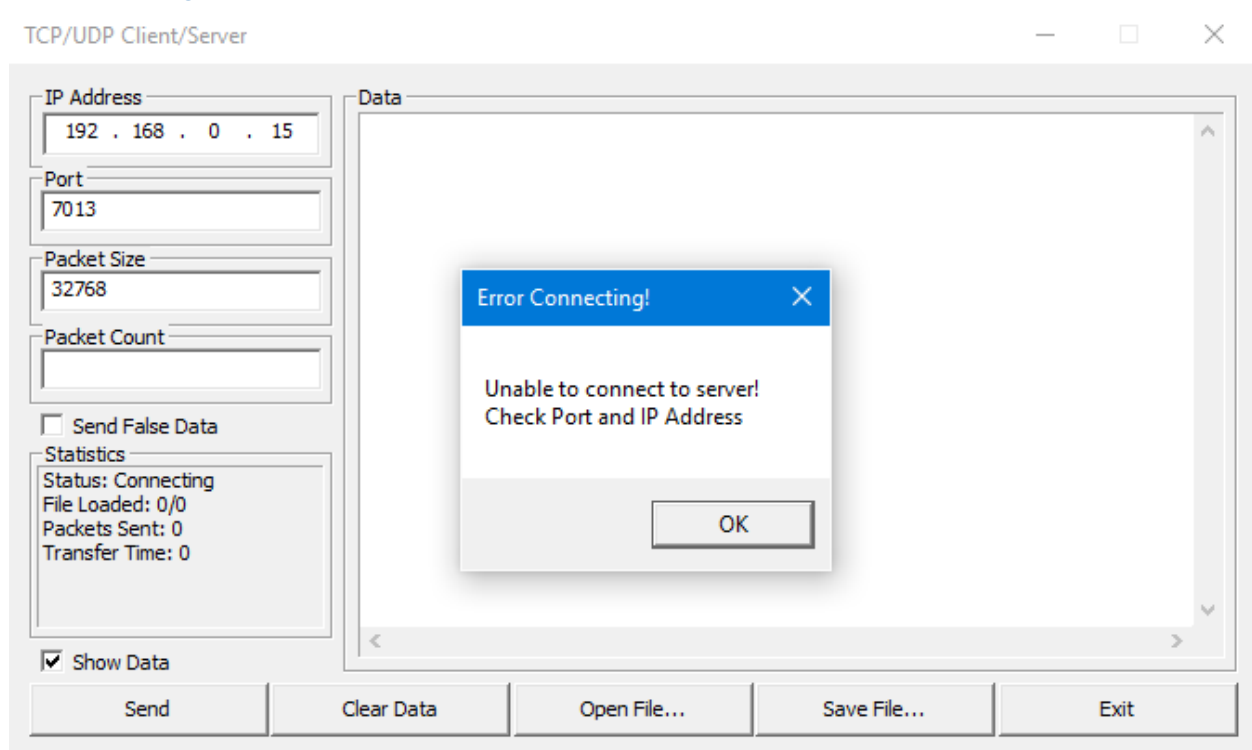 TCP/UDP Client/Server
IP Address
192 . 168 . 0 . 15
Port
7013
Packet Size
32768
Packet Count
Send False Data
Statistics
Status: Connecting
File Loaded: 0/0
Packets Sent: 0
Transfer Time: 0
Show Data
Data
Error Connecting!
Unable to connect to server!
Check Port and IP Address
OK
Send
Clear Data
Open File...
Save File...
Exit